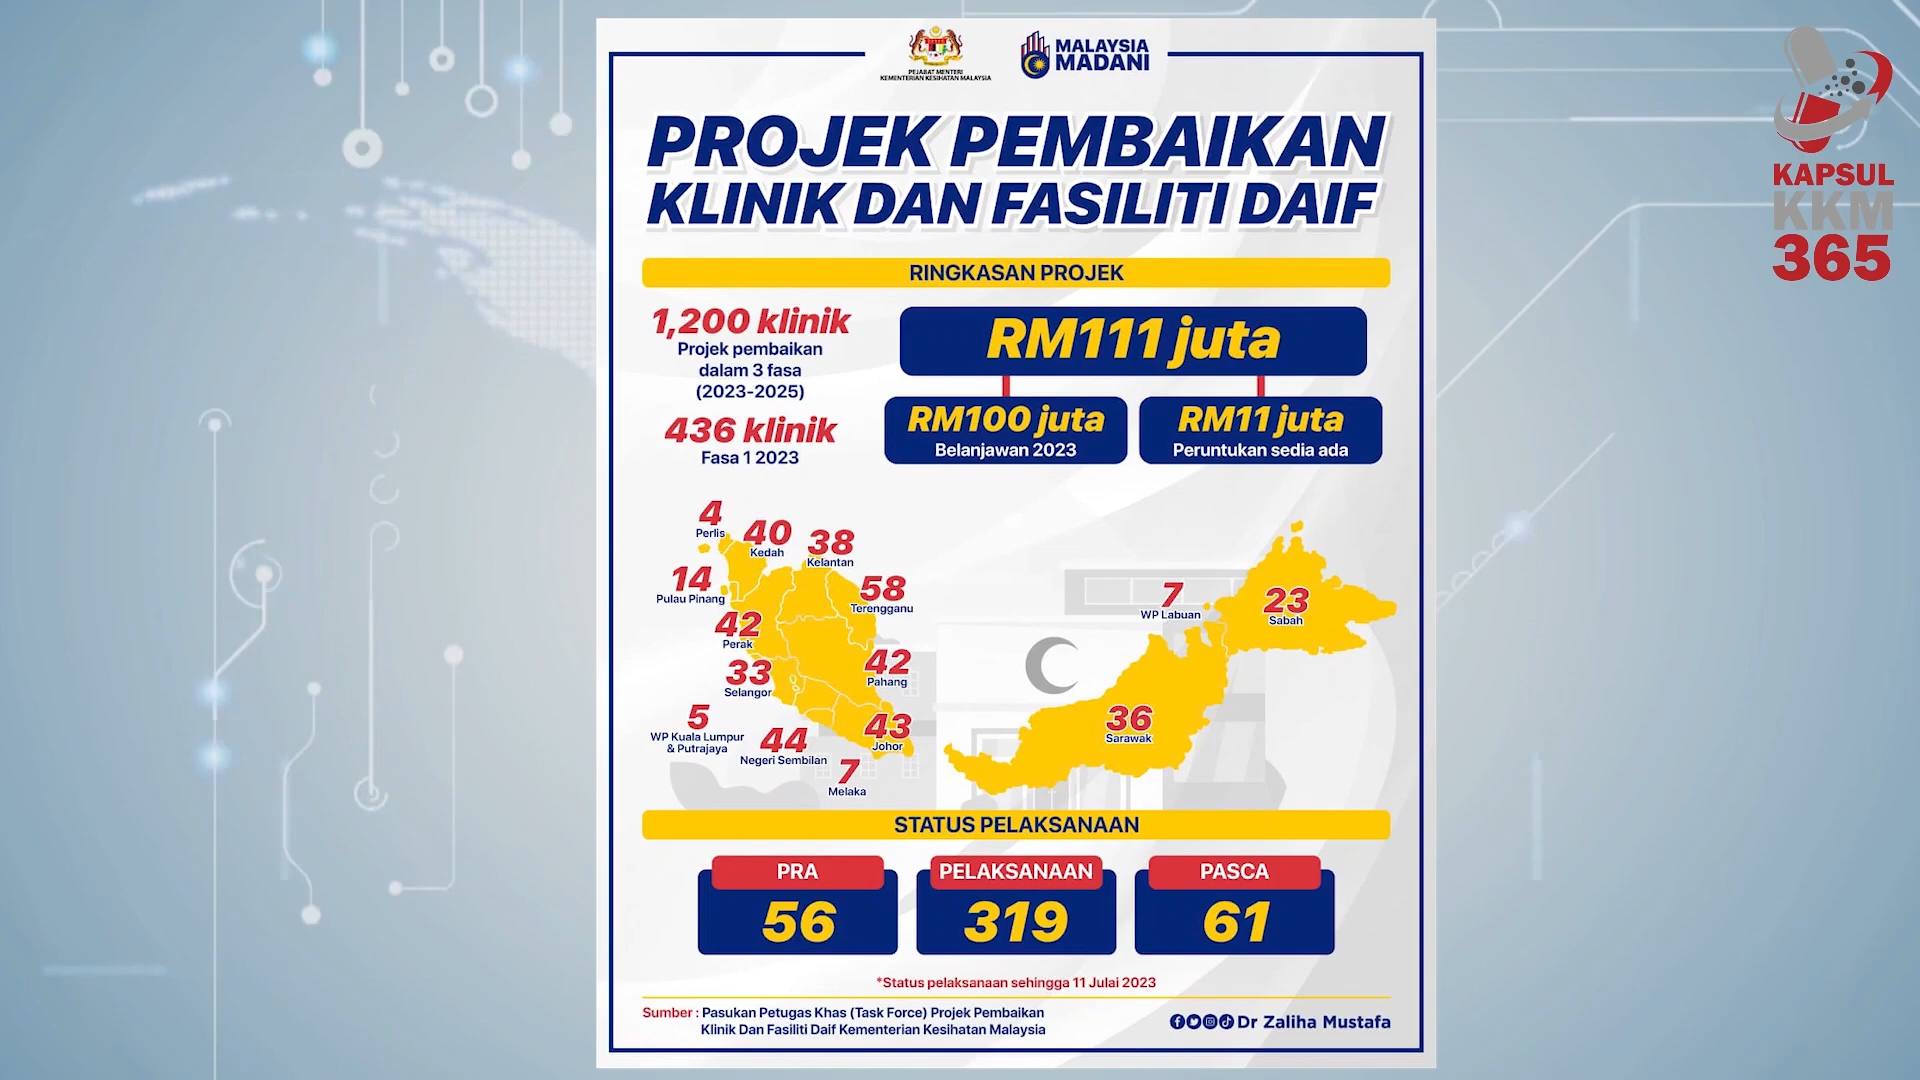 PEJABAT MENTERI
KEMENTERIAN KESIHATAN MALAYSIA
MALAYSIA
MADANI
KAPSUL
KKM
365
PROJEK PEMBAIKAN
KLINIK DAN FASILITI DAIF
RINGKASAN PROJEK
1,200 klinik
Projek pembaikan
dalam 3 fasa
(2023-2025)
436 klinik
Fasa 1 2023
RM111 juta
RM100 juta
Belanjawan 2023
RM11 juta
Peruntukan sedia ada
4
Perlis
40
Kedah
38
Kelantan
14
Pulau Pinang
58
Terengganu
42
Perak
33
Selangor
42
Pahang
5
WP Kuala Lumpur
& Putrajaya
44
Negeri Sembilan
43
Johor
7
Melaka
7
WP Labuan
23
Sabah
36
Sarawak
STATUS PELAKSANAAN
PRA
56
PELAKSANAAN
319
PASCA
61
*Status pelaksanaan sehingga 11 Julai 2023
Sumber : Pasukan Petugas Khas (Task Force) Projek Pembaikan
Klinik Dan Fasiliti Daif Kementerian Kesihatan Malaysia
Dr Zaliha Mustafa